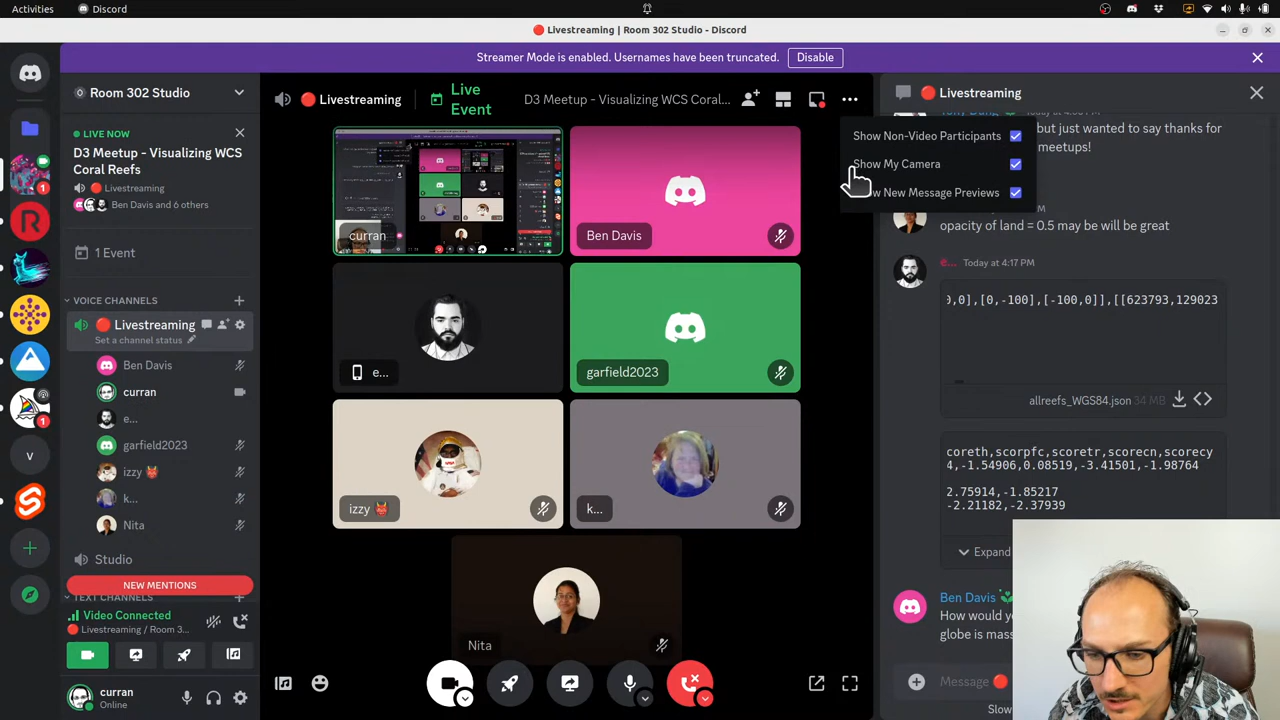 Activities
Discord
🔴 Livestreaming | Room 302 Studio - Discord
Streamer Mode is enabled. Usernames have been truncated.
Disable
Room 302 Studio
LIVE NOW
D3 Meetup - Visualizing WCS
Coral Reefs
🔴 Livestreaming
Ben Davis and 6 others
1 Event
VOICE CHANNELS
🔴 Livestreaming
Set a channel status
Ben Davis
curran
e...
garfield2023
izzy 👹
k...
Nita
Studio
NEW MENTIONS
TEXT CHANNELS
Video Connected
🔴 Livestreaming / Room 3...
curran
Online
1
1
v
🔴 Livestreaming
Live
Event
D3 Meetup - Visualizing WCS Coral...
curran
Ben Davis
e...
garfield2023
izzy 👹
k...
Nita
Show Non-Video Participants
Show My Camera
New Message Previews
🔴 Livestreaming
but just wanted to say thanks for
meetups!
opacity of land = 0.5 may be will be great
e... Today at 4:17 PM
0,0],[0,-100],[-100,0]],[[623793,129023
allreefs_WGS84.json 34 MB
coreth,scorpfc,scoretr,scorecn,scorecy
4,-1.54906,0.08519,-3.41501,-1.98764
2.75914,-1.85217
-2.21182,-2.37939
Expand
Ben Davis
How would yo
globe is mass
Message 🔴
Slow